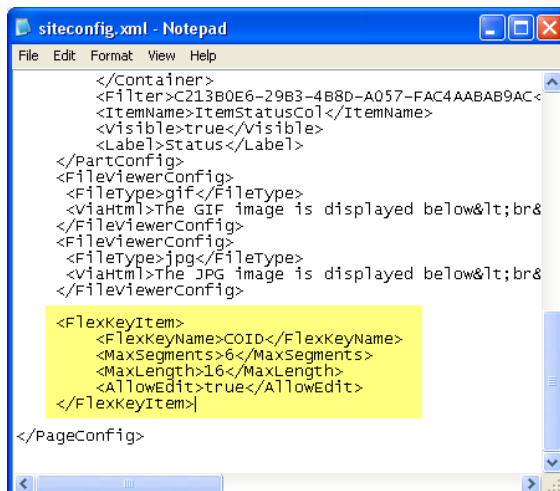 siteconfig.xml - Notepad
File Edit Format View Help
</Container>
<Filter>C213B0E6-29B3-4B8D-A057-FAC4AABAB9AC<
<ItemName>ItemStatusCol</ItemName>
<Visible>true</Visible>
<Label>Status</Label>
</PartConfig>
<FileViewerConfig>
<FileType>gif</FileType>
<ViaHtml>The GIF image is displayed below&lt;br&
</FileViewerConfig>
<FileViewerConfig>
<FileType>jpg</FileType>
<ViaHtml>The JPG image is displayed below&lt;br&
</FileViewerConfig>
<FlexKeyItem>
<FlexKeyName>COID</FlexKeyName>
<MaxSegments>6</MaxSegments>
<MaxLength>16</MaxLength>
<AllowEdit>true</AllowEdit>
</FlexKeyItem>
</PageConfig>